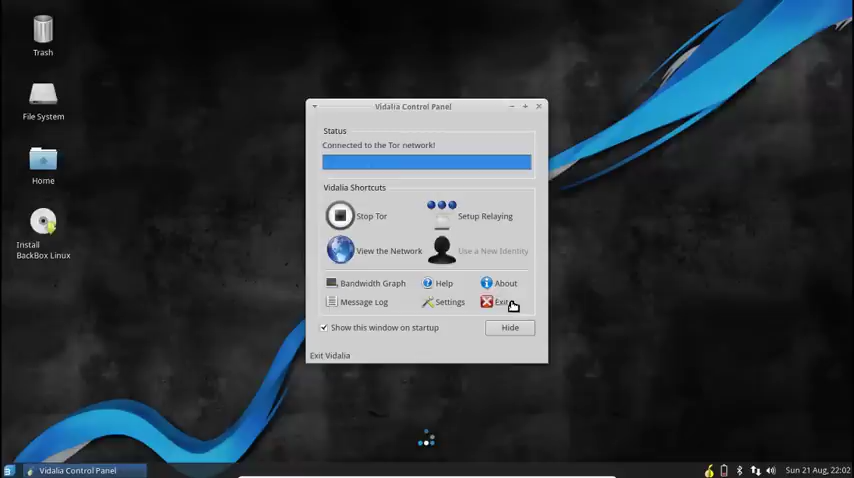 Trash
File System
Home
Install
BackBox Linux
Vidalia Control Panel
Status
Connected to the Tor network!
Vidalia Shortcuts
Stop Tor
Setup Relaying
View the Network
Use a New Identity
Bandwidth Graph
Help
About
Message Log
Settings
Exit
Show this window on startup
Hide
Exit Vidalia
Vidalia Control Panel
Sun 21 Aug, 22:02